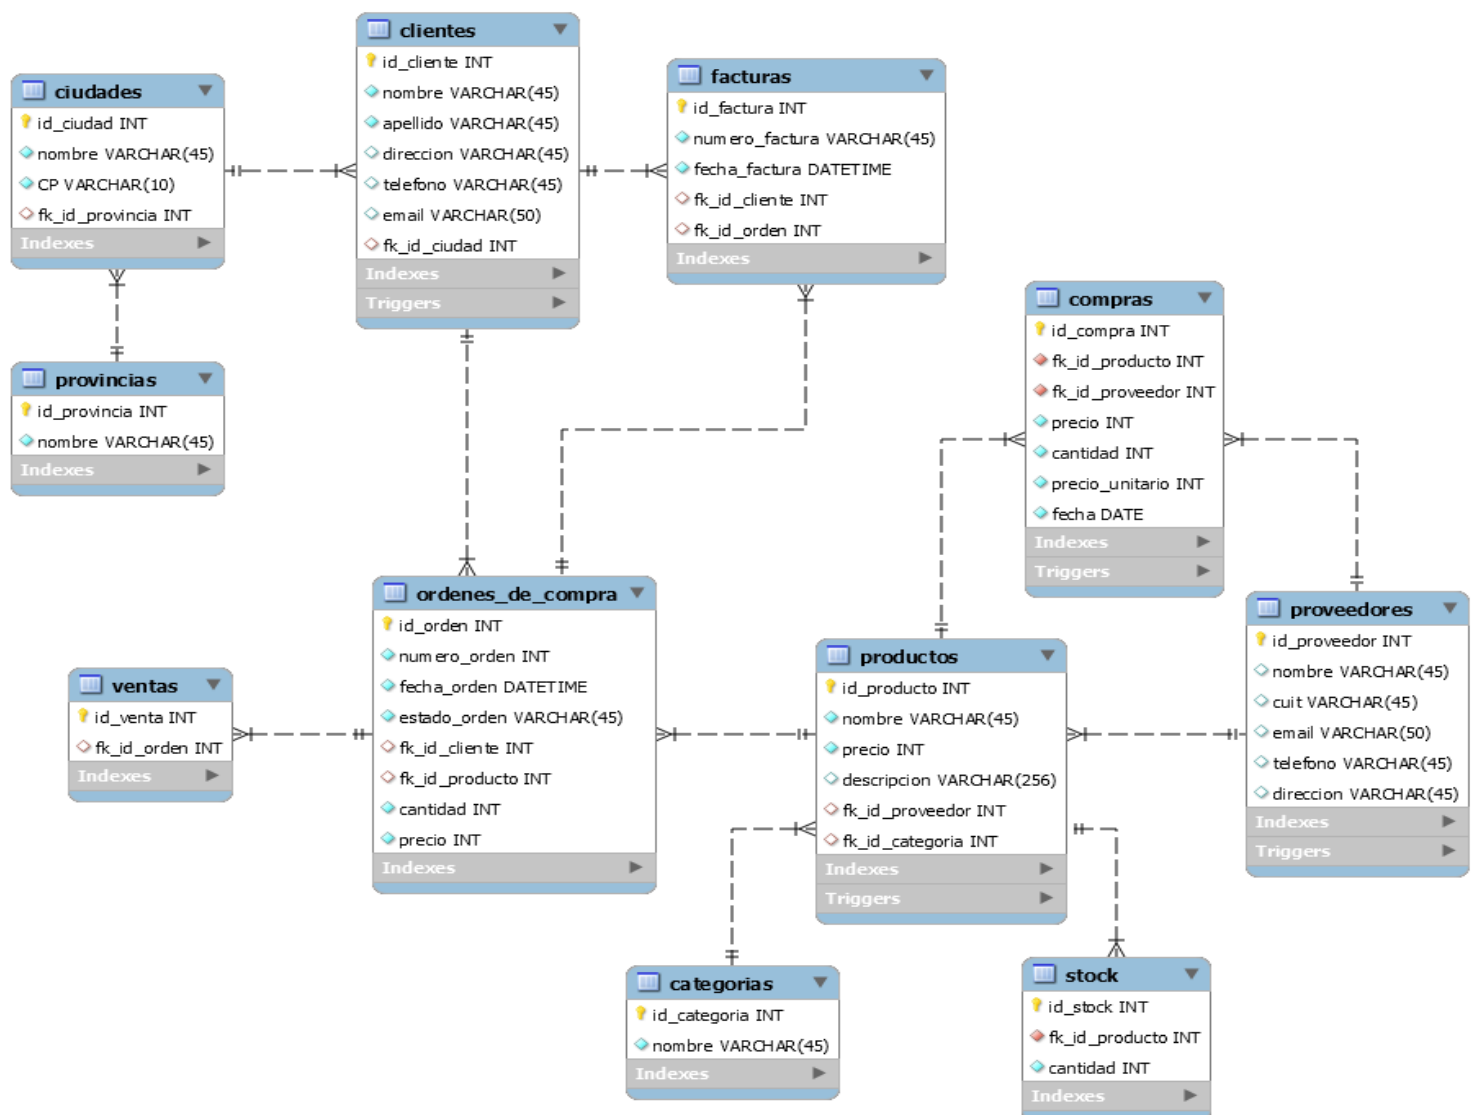 clientes
id_cliente INT
nombre VARCHAR(45)
apellido VARCHAR(45)
direccion VARCHAR(45)
telefono VARCHAR(45)
email VARCHAR(50)
fk_id_ciudad INT
Indexes
Triggers
facturas
id_factura INT
numero_factura VARCHAR(45)
fecha_factura DATETIME
fk_id_cliente INT
fk_id_orden INT
Indexes
ciudades
id_ciudad INT
nombre VARCHAR(45)
CP VARCHAR(10)
fk_id_provincia INT
Indexes
provincias
id_provincia INT
nombre VARCHAR(45)
Indexes
compras
id_compra INT
fk_id_producto INT
fk_id_proveedor INT
precio INT
cantidad INT
precio_unitario INT
fecha DATE
Indexes
Triggers
ordenes_de_compra
id_orden INT
numero_orden INT
fecha_orden DATETIME
estado_orden VARCHAR(45)
fk_id_cliente INT
fk_id_producto INT
cantidad INT
precio INT
Indexes
proveedores
id_proveedor INT
nombre VARCHAR(45)
cuit VARCHAR(45)
email VARCHAR(50)
telefono VARCHAR(45)
direccion VARCHAR(45)
Indexes
Triggers
productos
id_producto INT
nombre VARCHAR(45)
precio INT
descripcion VARCHAR(256)
fk_id_proveedor INT
fk_id_categoria INT
Indexes
Triggers
ventas
id_venta INT
fk_id_orden INT
Indexes
categorias
id_categoria INT
nombre VARCHAR(45)
Indexes
stock
id_stock INT
fk_id_producto INT
cantidad INT
Indexes